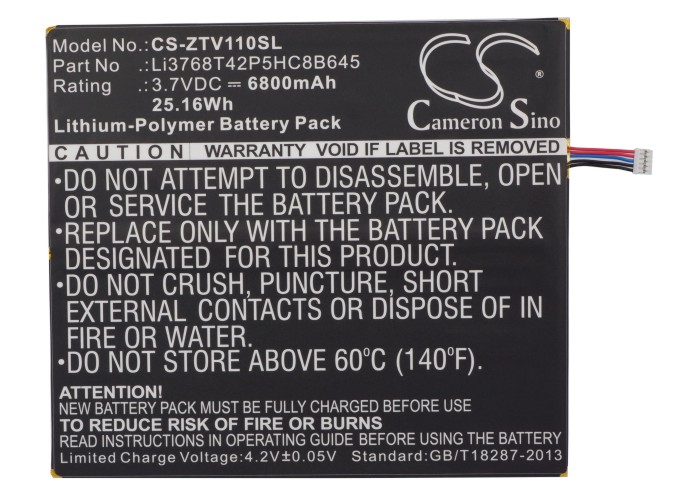 Model No.:CS-ZTV110SL
Part No   :Li3768T42P5HC8B645
Rating    :3.7VDC ⎓ 6800mAh
25.16Wh
Lithium-Polymer Battery Pack
CS
®
Cameron Sino
CAUTION WARRANTY VOID IF LABEL IS REMOVED
•DO NOT ATTEMPT TO DISASSEMBLE, OPEN
OR SERVICE THE BATTERY PACK.
•REPLACE ONLY WITH THE BATTERY PACK
DESIGNATED FOR THIS PRODUCT.
•DO NOT CRUSH, PUNCTURE, SHORT
EXTERNAL CONTACTS OR DISPOSE OF IN
FIRE OR WATER.
•DO NOT STORE ABOVE 60°C (140°F).
ATTENTION!
NEW BATTERY PACK MUST BE FULLY CHARGED BEFORE USE
TO REDUCE RISK OF FIRE OR BURNS
READ INSTRUCTIONS IN OPERATING GUIDE BEFORE USING BATTERY
Limited Charge Voltage:4.2V±0.05V Standard:GB/T18287-2013